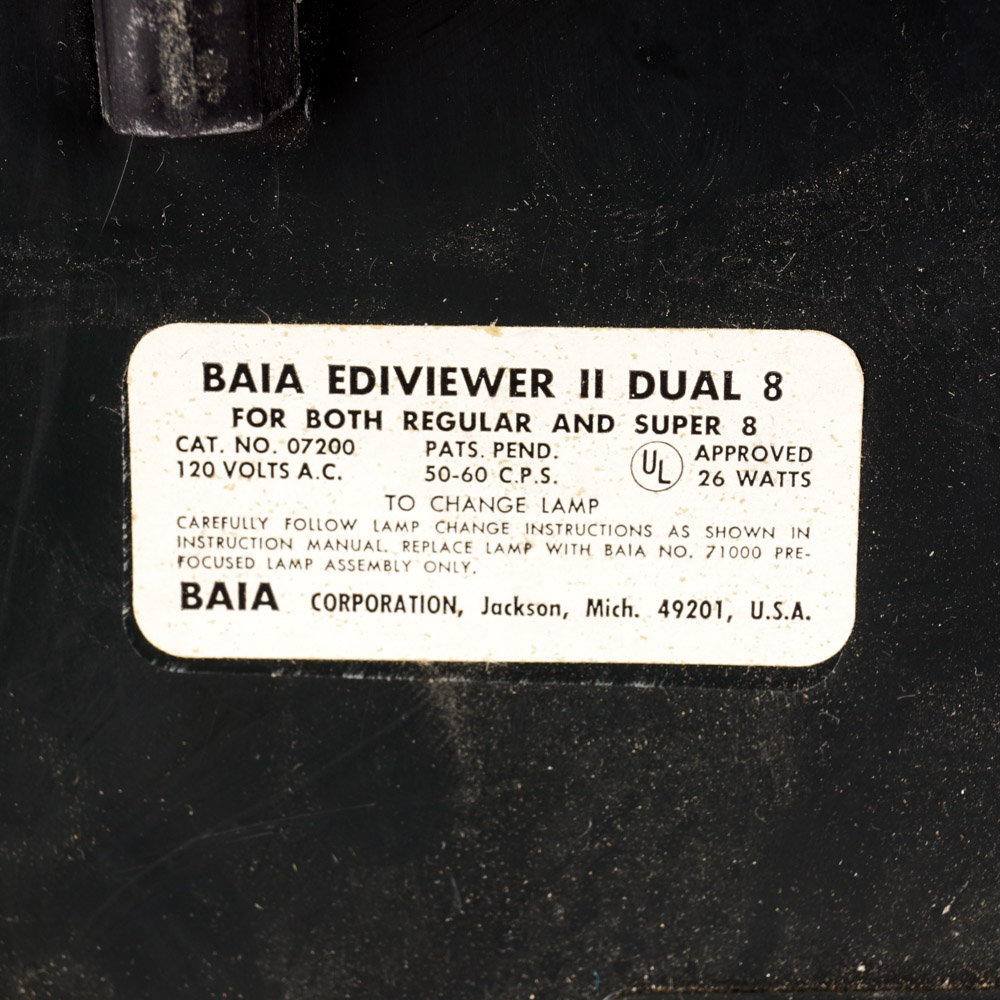 BAIA EDIVIEWER II DUAL 8
FOR BOTH REGULAR AND SUPER 8
CAT. NO. 07200 PATS. PEND. UL APPROVED
120 VOLTS A.C. 50-60 C.P.S. 26 WATTS
TO CHANGE LAMP
CAREFULLY FOLLOW LAMP CHANGE INSTRUCTIONS AS SHOWN IN
INSTRUCTION MANUAL. REPLACE LAMP WITH BAIA NO. 71000 PRE-
FOCUSED LAMP ASSEMBLY ONLY.
BAIA CORPORATION, Jackson, Mich. 49201, U.S.A.